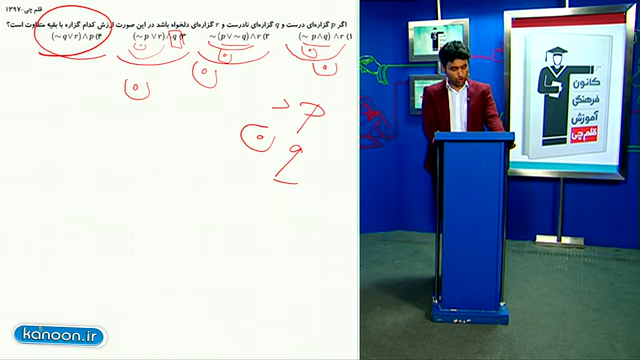 قلم چی-۱۳۹۷
اگر p گزاره‌ای درست و q گزاره‌ای نادرست و r گزاره‌ای دلخواه باشد در این صورت ارزش کدام گزاره با بقیه متفاوت است؟
(~ p ∧ q) ∧ r (۱ ~ (p ∨ ~ q) ∧ r (۲ (~ p ∨ r) ∧ q (۳ (~ q ∨ r) ∧ p (۴
ن ن ن ن
ن ن
د p
ن q
کانون
فرهنگی
آموزش
قلم‌چی
kanoon.ir